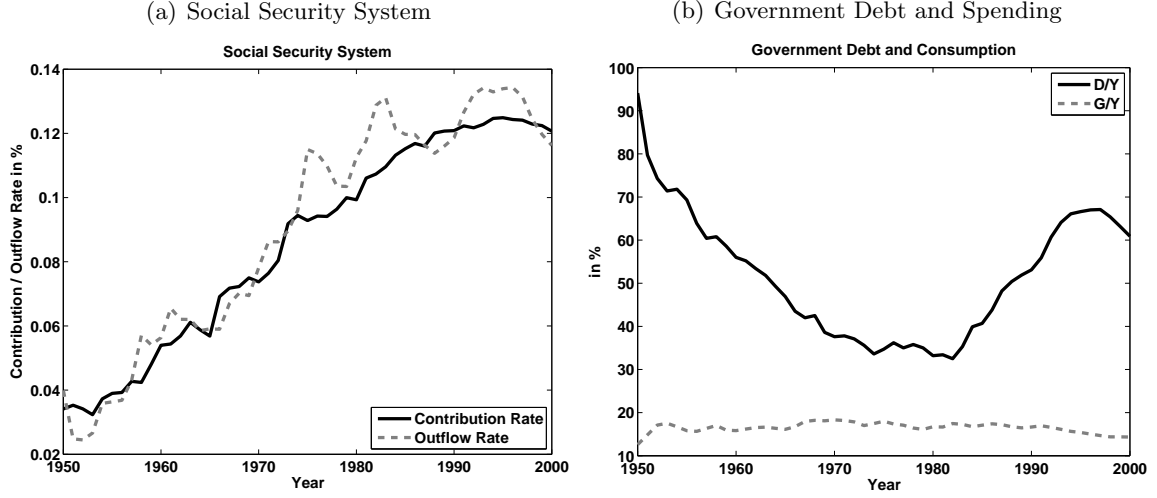 (a) Social Security System
Social Security System
Contribution / Outflow Rate in %
0.14
0.12
0.1
0.08
0.06
0.04
0.02
Contribution Rate
Outflow Rate
1950 1960 1970 1980 1990 2000
Year
(b) Government Debt and Spending
Government Debt and Consumption
in %
100
90
80
70
60
50
40
30
20
10
D/Y
G/Y
1950 1960 1970 1980 1990 2000
Year